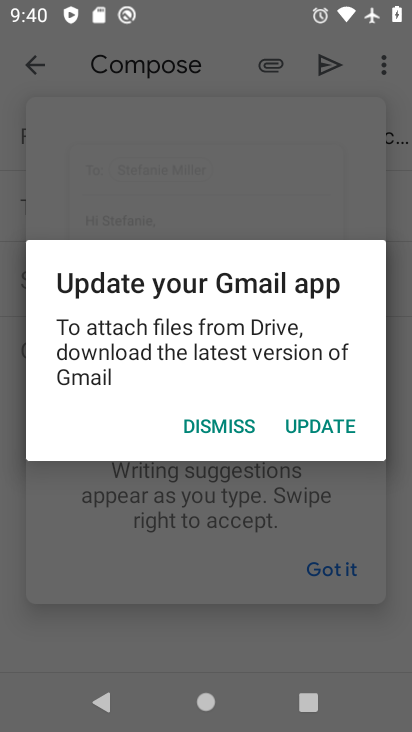 9:40
Compose
F
c...
To: Stefanie Miller
Hi Stefanie,
Update your Gmail app
To attach files from Drive,
download the latest version of
Gmail
DISMISS UPDATE
Writing suggestions
appear as you type. Swipe
right to accept.
Got it